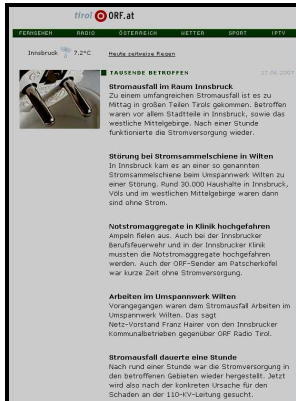 tirol ORF.at
FERNSEHEN RADIO ÖSTERREICH WETTER SPORT IPTV
Innsbruck 7.2°C Heute zeitweise Regen
TAUSENDE BETROFFEN 27.06.2007
Stromausfall im Raum Innsbruck
Zu einem umfangreichen Stromausfall ist es zu
Mittag in großen Teilen Tirols gekommen. Betroffen
waren vor allem Stadtteile in Innsbruck, sowie das
westliche Mittelgebirge. Nach einer Stunde
funktionierte die Stromversorgung wieder.
Störung bei Stromsammelschiene in Wilten
In Innsbruck kam es an einer so genannten
Stromsammelschiene beim Umspannwerk Wilten zu
einer Störung. Rund 30.000 Haushalte in Innsbruck,
Völs und im westlichen Mittelgebirge waren dann
sind ohne Strom.
Notstromaggregate in Klinik hochgefahren
Ampeln fielen aus. Auch bei der Innsbrucker
Berufsfeuerwehr und in der Innsbrucker Klinik
mussten die Notstromaggregate hochgefahren
werden. Auch der ORF-Sender am Patscherkofel
war kurze Zeit ohne Stromversorgung.
Arbeiten im Umspannwerk Wilten
Vorangegangen waren dem Stromausfall Arbeiten im
Umspannwerk Wilten. Das sagt
Netz-Vorstand Franz Hairer von den Innsbrucker
Kommunalbetrieben gegenüber ORF Radio Tirol.
Stromausfall dauerte eine Stunde
Nach rund einer Stunde war die Stromversorgung in
den betroffenen Gebieten wieder hergestellt. Jetzt
wird also nach der konkreten Ursache für den
Schaden an der 110-KV-Leitung gesucht.